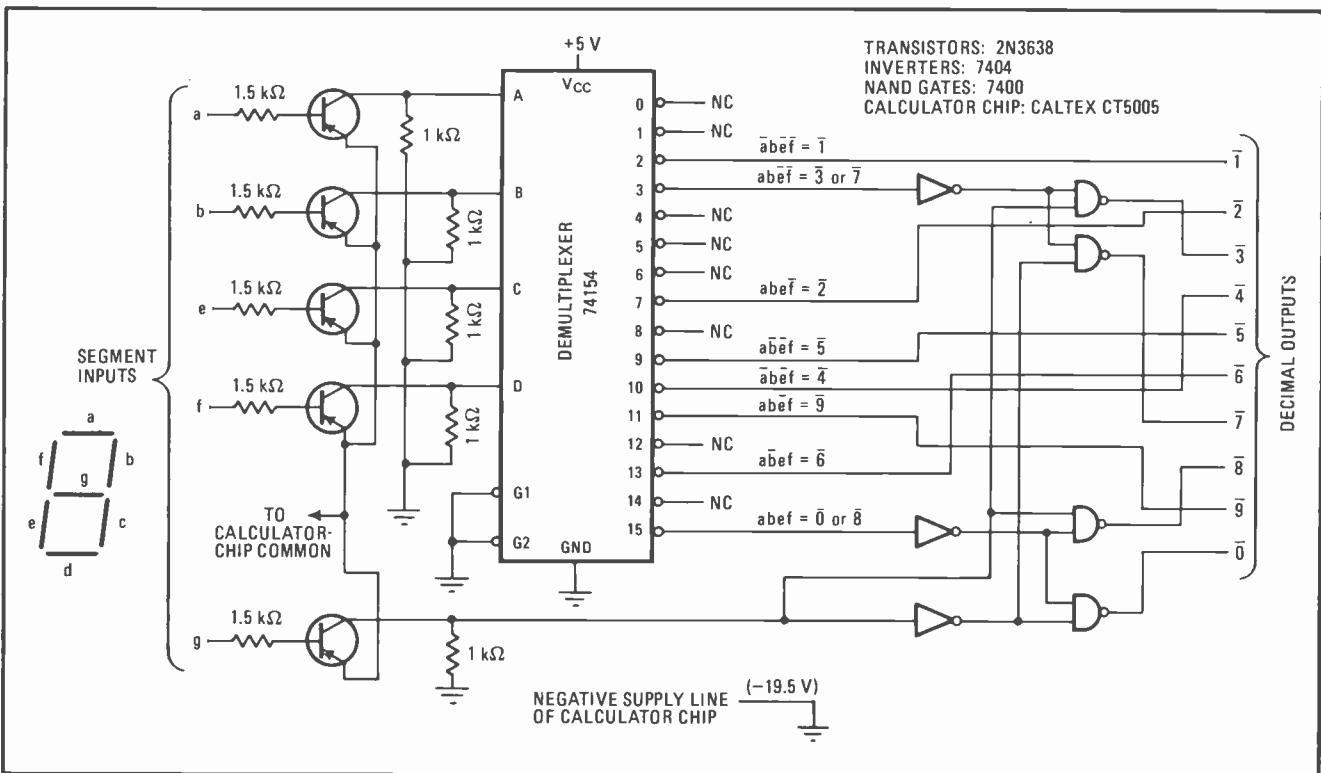 +5 V
TRANSISTORS: 2N3638
INVERTERS: 7404
NAND GATES: 7400
CALCULATOR CHIP: CALTEX CT5005
SEGMENT
INPUTS
a
b
e
f
g
1.5 kΩ
1.5 kΩ
1.5 kΩ
1.5 kΩ
1.5 kΩ
1 kΩ
1 kΩ
1 kΩ
1 kΩ
1 kΩ
a
f
b
g
e
c
d
TO
CALCULATOR-
CHIP COMMON
VCC
A
B
C
D
G1
G2
GND
DEMULTIPLEXER
74154
0 NC
1 NC
2 a̅be̅f̅ = 1̅
3 abe̅f̅ = 3̅ or 7̅
4 NC
5 NC
6 NC
7 abef̅ = 2̅
8 NC
9 ab̅e̅f = 5̅
10 a̅be̅f = 4̅
11 abe̅f = 9̅
12 NC
13 ab̅ef = 6̅
14 NC
15 abef = 0̅ or 8̅
1̅
2̅
3̅
4̅
5̅
6̅
7̅
8̅
9̅
0̅
DECIMAL OUTPUTS
NEGATIVE SUPPLY LINE
OF CALCULATOR CHIP
(−19.5 V)